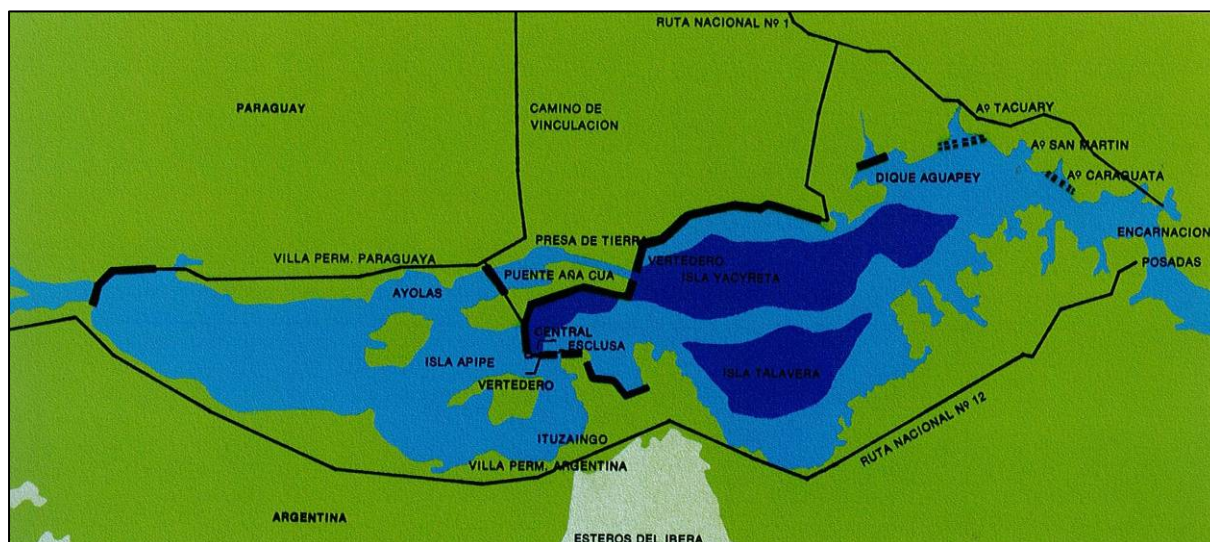 RUTA NACIONAL Nº 1
PARAGUAY
CAMINO DE
VINCULACION
Aº TACUARY
Aº SAN MARTIN
DIQUE AGUAPEY
Aº CARAGUATA
ENCARNACION
PRESA DE TIERRA
VILLA PERM. PARAGUAYA
VERTEDERO
POSADAS
PUENTE AÑA CUA
ISLA YACYRETA
AYOLAS
CENTRAL
ESCLUSA
ISLA APIPE
ISLA TALAVERA
VERTEDERO
RUTA NACIONAL Nº 12
ITUZAINGO
VILLA PERM. ARGENTINA
ARGENTINA
ESTEROS DEL IBERA